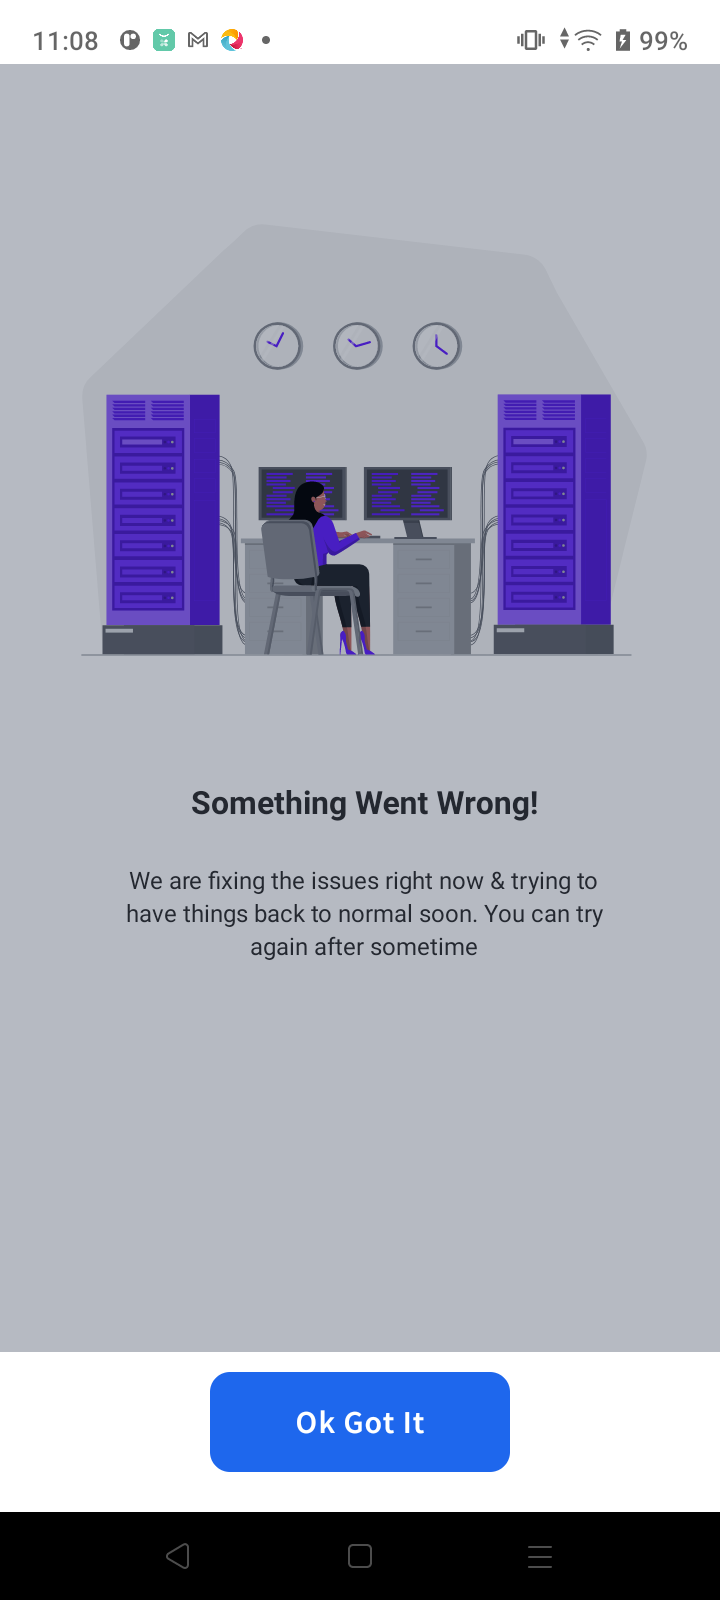 11:08
99%
Something Went Wrong!
We are fixing the issues right now & trying to
have things back to normal soon. You can try
again after sometime
Ok Got It